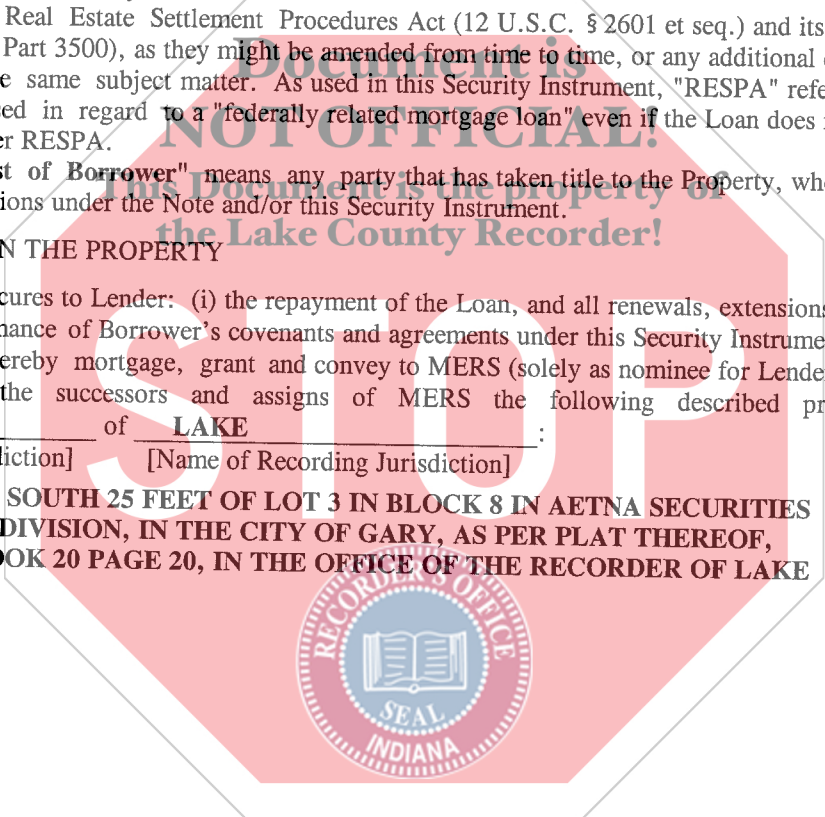 Real Estate Settlement Procedures Act (12 U.S.C. § 2601 et seq.) and its
Part 3500), as they might be amended from time to time, or any additional
same subject matter. As used in this Security Instrument, "RESPA" refe
ed in regard to a "federally related mortgage loan" even if the Loan does
er RESPA.
st of Borrower" means any party that has taken title to the Property, wh
ions under the Note and/or this Security Instrument.
Document is
NOT OFFICIAL!
This Document is the property of
the Lake County Recorder!
N THE PROPERTY
cures to Lender: (i) the repayment of the Loan, and all renewals, extensions
nance of Borrower's covenants and agreements under this Security Instrume
ereby mortgage, grant and convey to MERS (solely as nominee for Lende
the successors and assigns of MERS the following described pr
of LAKE :
liction] [Name of Recording Jurisdiction]
SOUTH 25 FEET OF LOT 3 IN BLOCK 8 IN AETNA SECURITIES
DIVISION, IN THE CITY OF GARY, AS PER PLAT THEREOF,
OOK 20 PAGE 20, IN THE OFFICE OF THE RECORDER OF LAKE
STOP
RECORDER'S OFFICE
SEAL
INDIANA